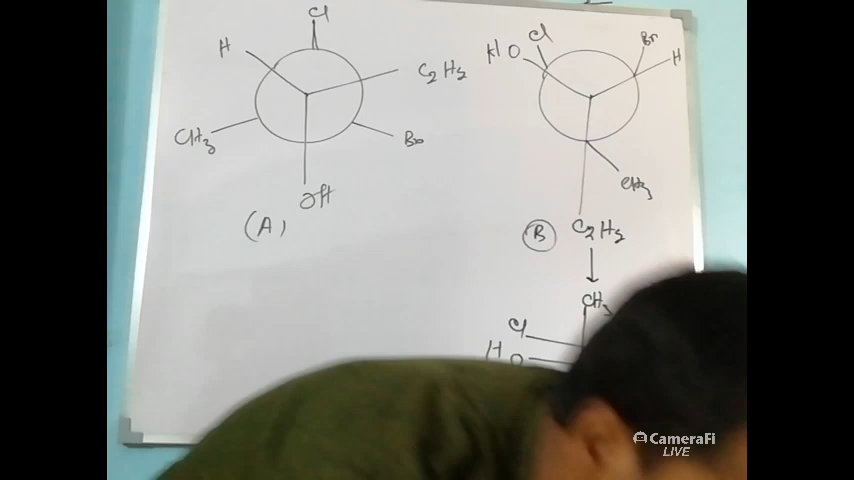 Cl
H
C2H5
CH3
Br
OH
(A)
Cl
HO
Br
H
CH3
B
C2H5
CH3
Cl
HO
CameraFi
LIVE